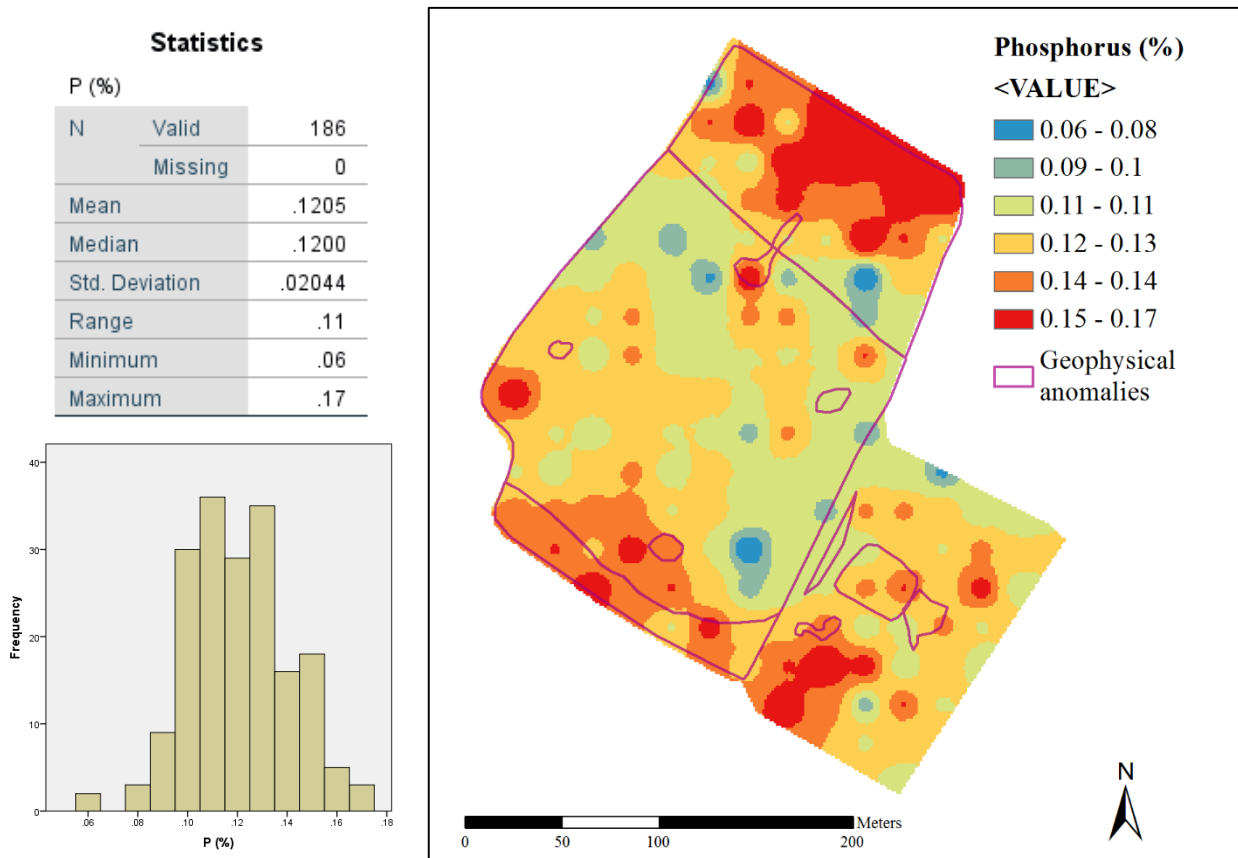 Statistics
P (%)
N Valid 186
Missing 0
Mean .1205
Median .1200
Std. Deviation .02044
Range .11
Minimum .06
Maximum .17
40
30
20
10
0
Frequency
.06 .08 .10 .12 .14 .16 .18
P (%)
Phosphorus (%)
<VALUE>
0.06 - 0.08
0.09 - 0.1
0.11 - 0.11
0.12 - 0.13
0.14 - 0.14
0.15 - 0.17
Geophysical
anomalies
N
Meters
0 50 100 200